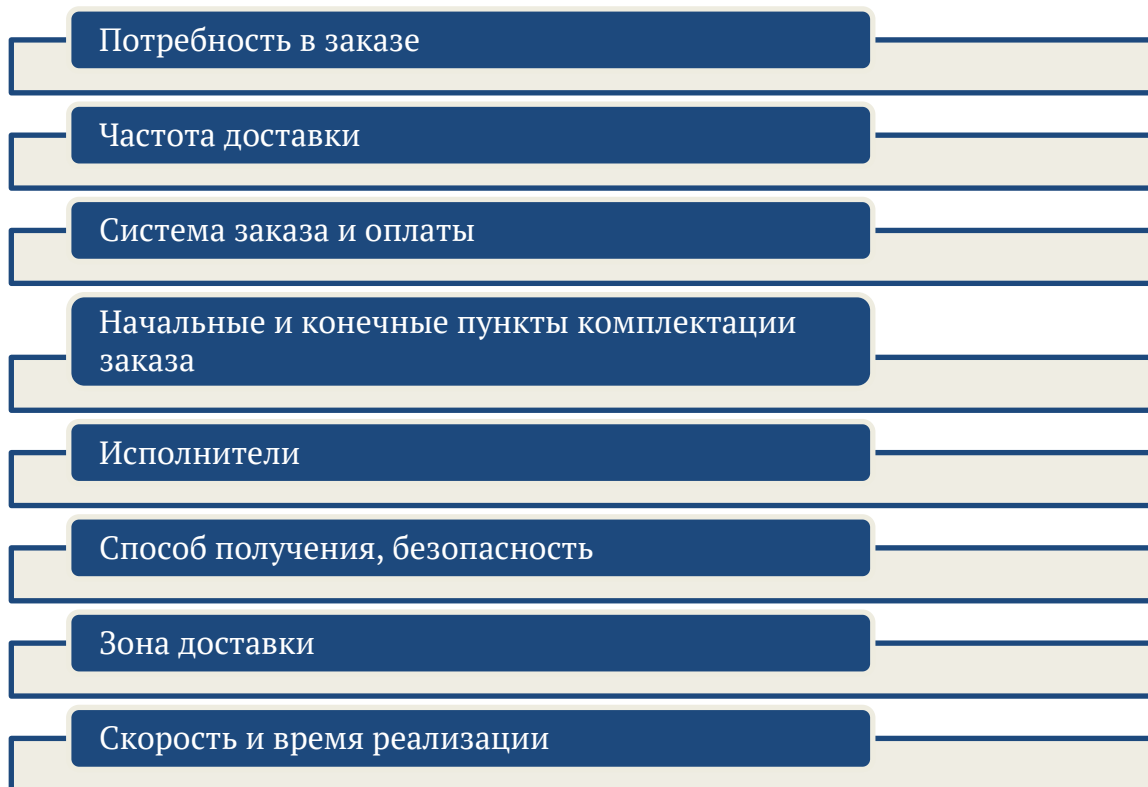 Потребность в заказе
Частота доставки
Система заказа и оплаты
Начальные и конечные пункты комплектации
заказа
Исполнители
Способ получения, безопасность
Зона доставки
Скорость и время реализации